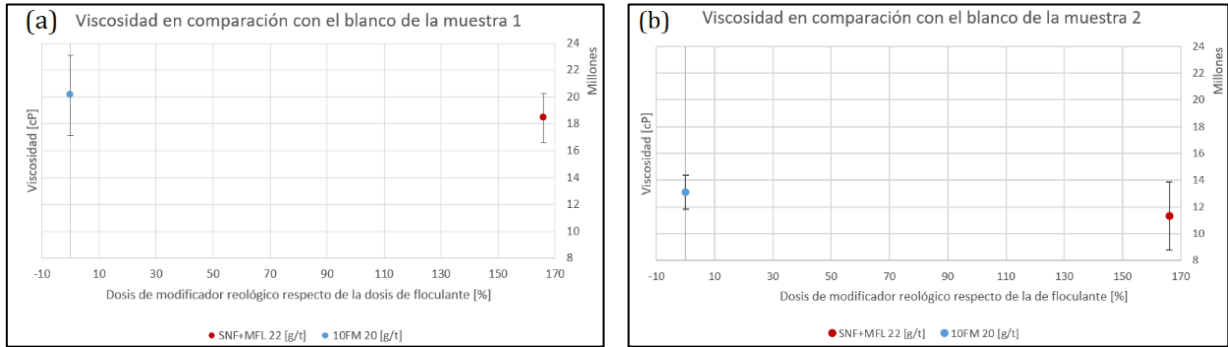 (a)
Viscosidad en comparación con el blanco de la muestra 1
24
22
20
18
16
14
12
10
8
Millones
Viscosidad [cP]
-10 10 30 50 70 90 110 130 150 170
Dosis de modificador reológico respecto de la dosis de floculante [%]
SNF+MFL 22 [g/t] 10FM 20 [g/t]
(b)
Viscosidad en comparación con el blanco de la muestra 2
24
22
20
18
16
14
12
10
8
Millones
Viscosidad [cP]
-10 10 30 50 70 90 110 130 150 170
Dosis de modificador reológico respecto de la de floculante [%]
SNF+MFL 22 [g/t] 10FM 20 [g/t]